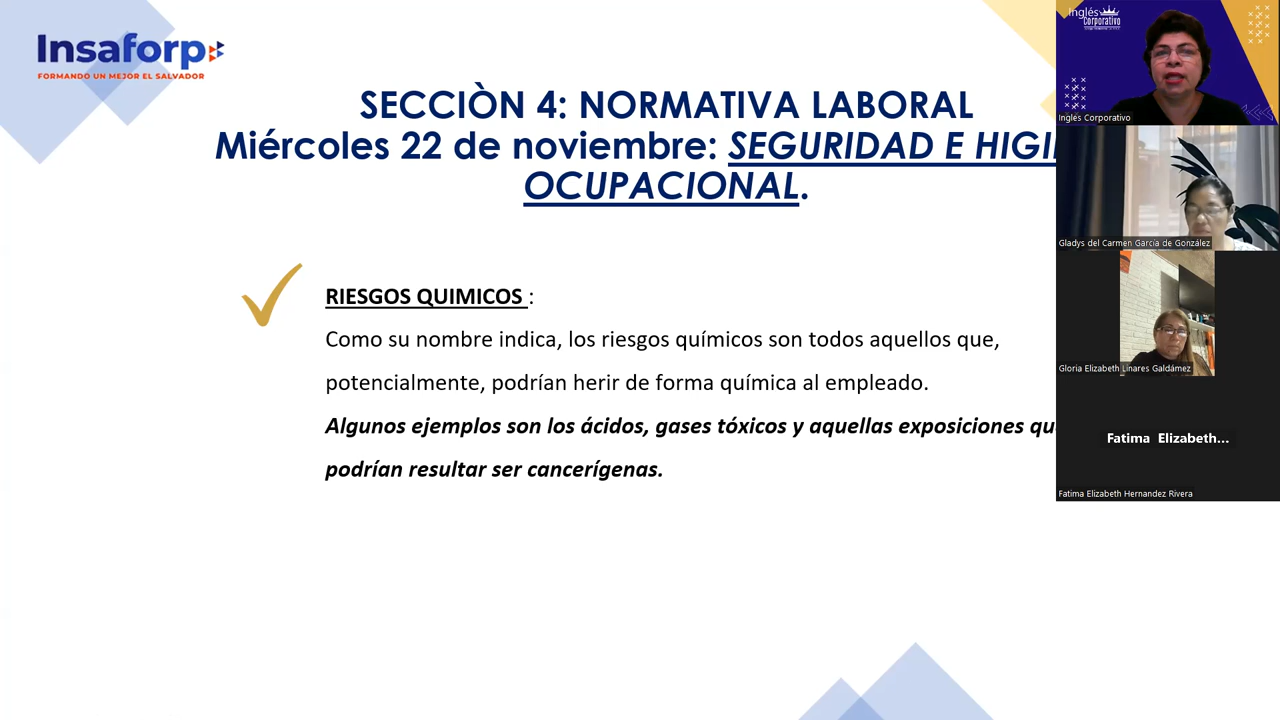 Insaforp
FORMANDO UN MEJOR EL SALVADOR
SECCIÒN 4: NORMATIVA LABORAL
Miércoles 22 de noviembre: SEGURIDAD E
OCUPACIONAL.
RIESGOS QUIMICOS :
Como su nombre indica, los riesgos químicos son todos aquellos que,
potencialmente, podrían herir de forma química al empleado.
Algunos ejemplos son los ácidos, gases tóxicos y aquellas exposiciones
podrían resultar ser cancerígenas.
Inglés
Corporativo
Inglés Corporativo
Gladys del Carmen García de González
Gloria Elizabeth Linares Galdámez
Fatima Elizabeth...
Fatima Elizabeth Hernandez Rivera